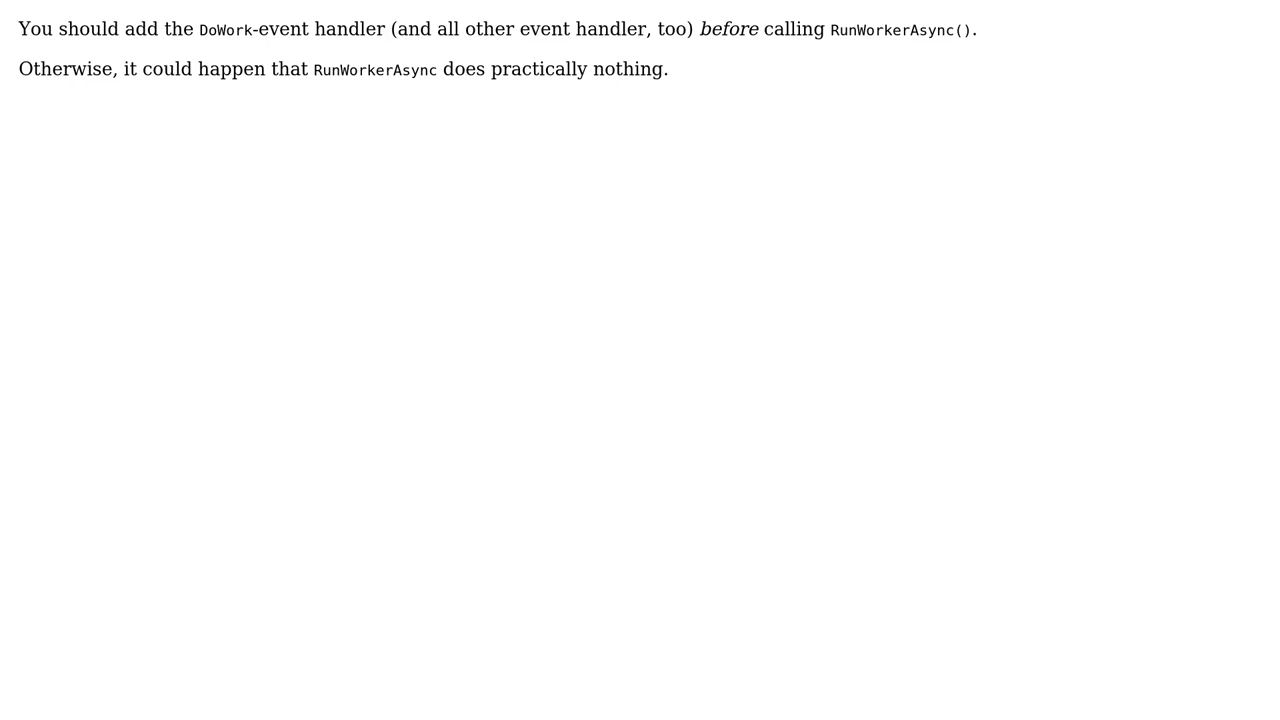 You should add the DoWork-event handler (and all other event handler, too) before calling RunWorkerAsync().
Otherwise, it could happen that RunWorkerAsync does practically nothing.